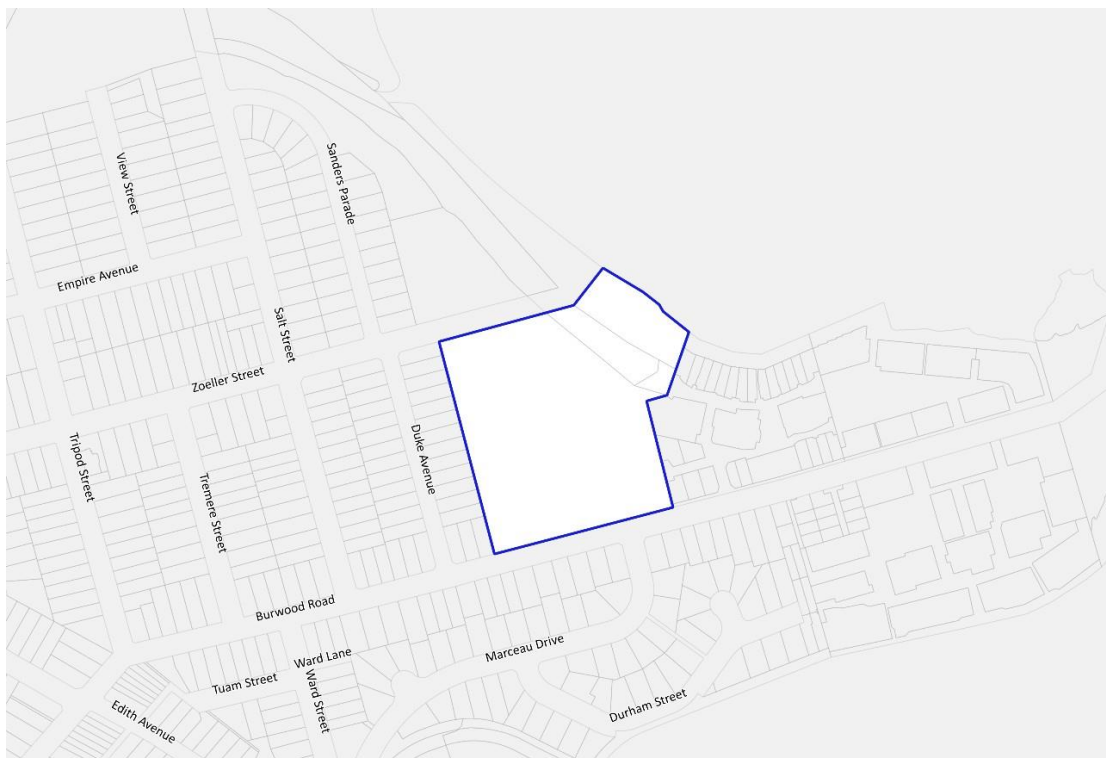 Sanders Parade
View Street
Empire Avenue
Salt Street
Zoeller Street
Duke Avenue
Tripod Street
Tremere Street
Burwood Road
Ward Lane
Marceau Drive
Tuam Street
Ward Street
Durham Street
Edith Avenue